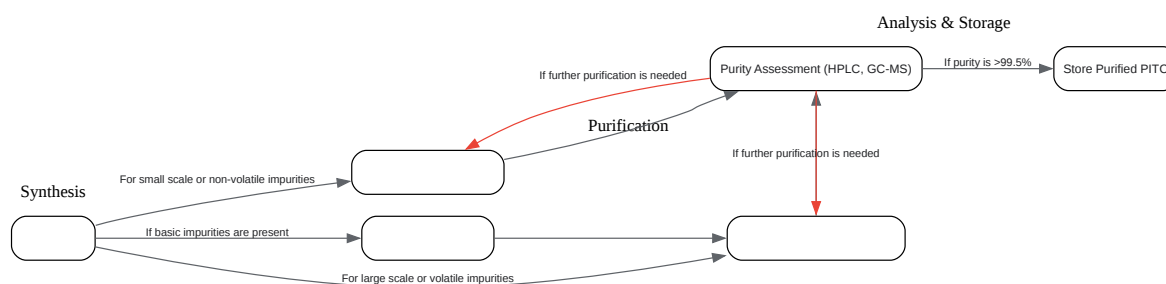 Analysis & Storage
Purity Assessment (HPLC, GC-MS)
If purity is >99.5%
Store Purified PITC
If further purification is needed
Purification
If further purification is needed
For small scale or non-volatile impurities
Synthesis
If basic impurities are present
For large scale or volatile impurities